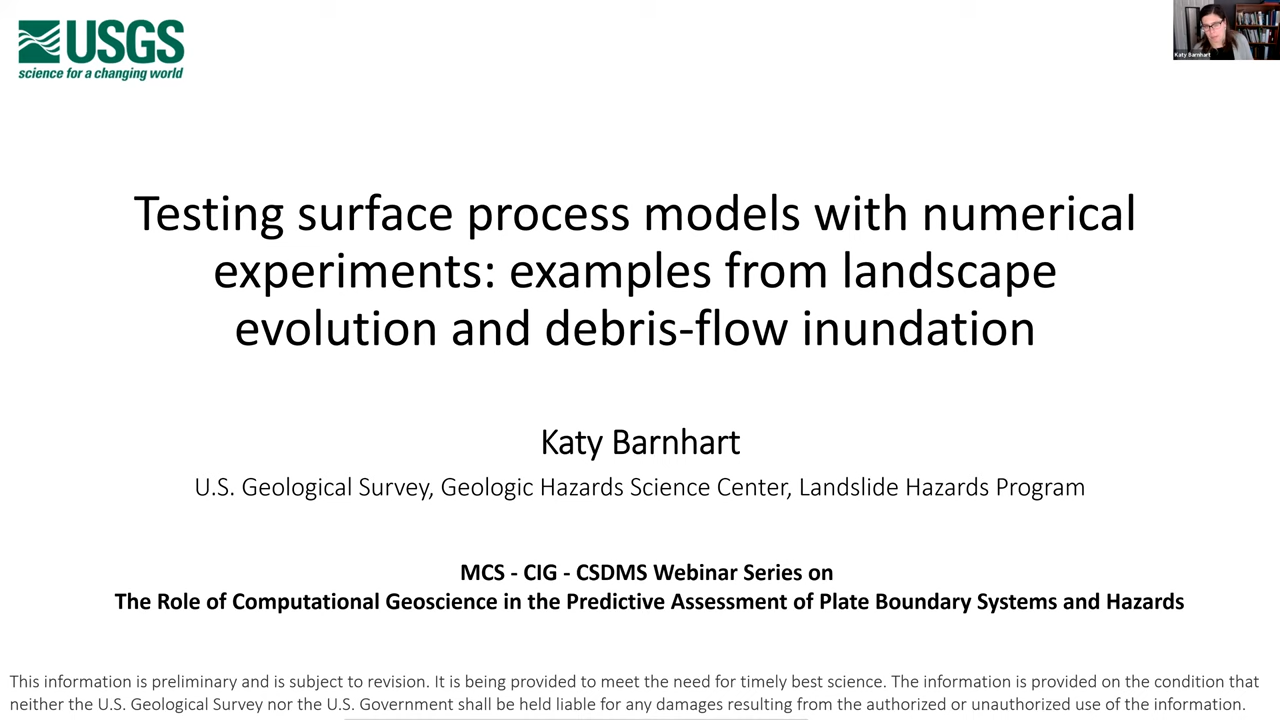 USGS
science for a changing world
Katy Barnhart
Testing surface process models with numerical
experiments: examples from landscape
evolution and debris-flow inundation
Katy Barnhart
U.S. Geological Survey, Geologic Hazards Science Center, Landslide Hazards Program
MCS - CIG - CSDMS Webinar Series on
The Role of Computational Geoscience in the Predictive Assessment of Plate Boundary Systems and Hazards
This information is preliminary and is subject to revision. It is being provided to meet the need for timely best science. The information is provided on the condition that
neither the U.S. Geological Survey nor the U.S. Government shall be held liable for any damages resulting from the authorized or unauthorized use of the information.